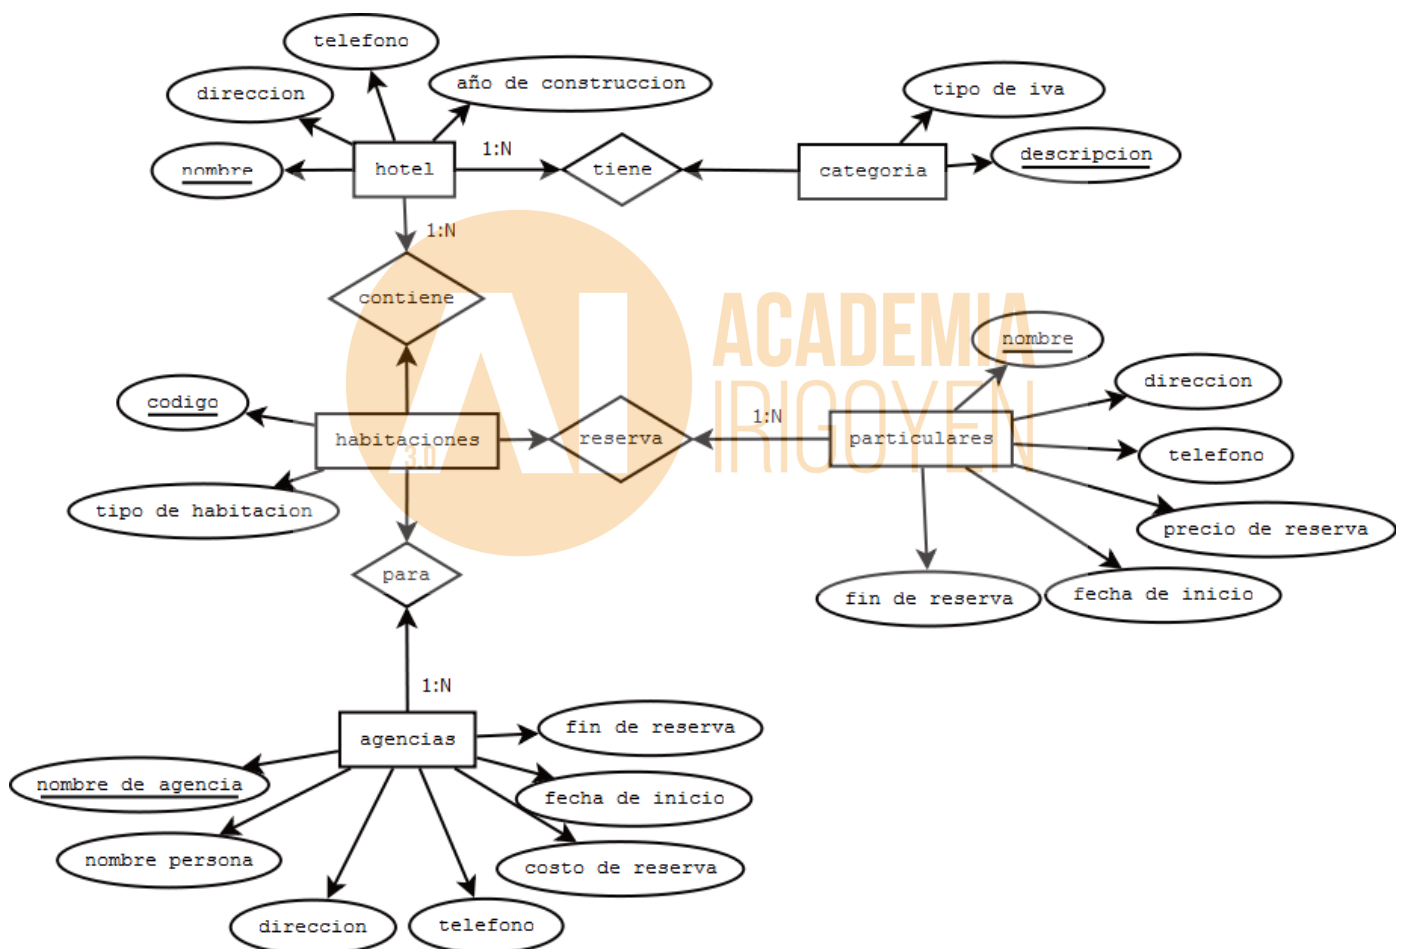 telefono
direccion
año de construccion
tipo de iva
nombre
hotel
1:N
tiene
categoria
descripcion
1:N
contiene
ACADEMIA
IRIGOYEN
nombre
codigo
habitaciones
3.0
reserva
1:N
particulares
direccion
telefono
tipo de habitacion
precio de reserva
para
fin de reserva
fecha de inicio
1:N
agencias
fin de reserva
nombre de agencia
fecha de inicio
nombre persona
costo de reserva
direccion
telefono